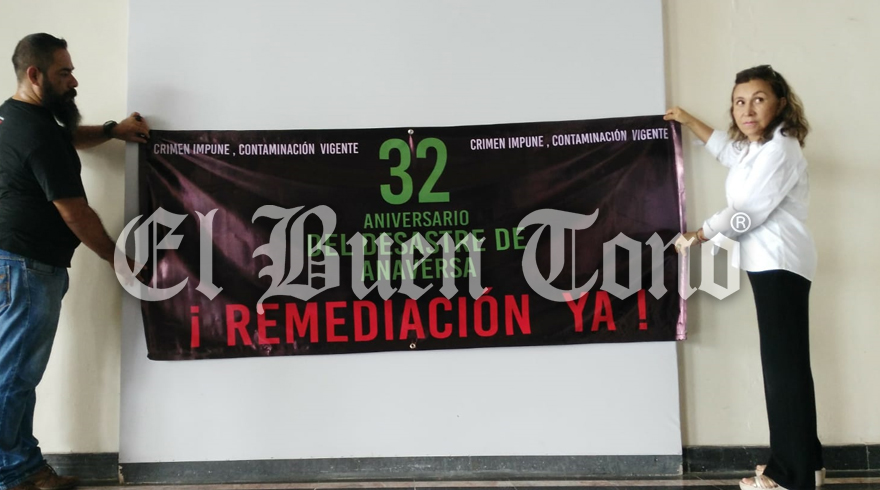 CRIMEN IMPUNE , CONTAMINACIÓN VIGENTE
CRIMEN IMPUNE , CONTAMINACIÓN VIGENTE
32
ANIVERSARIO
DEL DESASTRE DE
ANAVERSA
¡ REMEDIACIÓN YA !
El Buen Tono ®